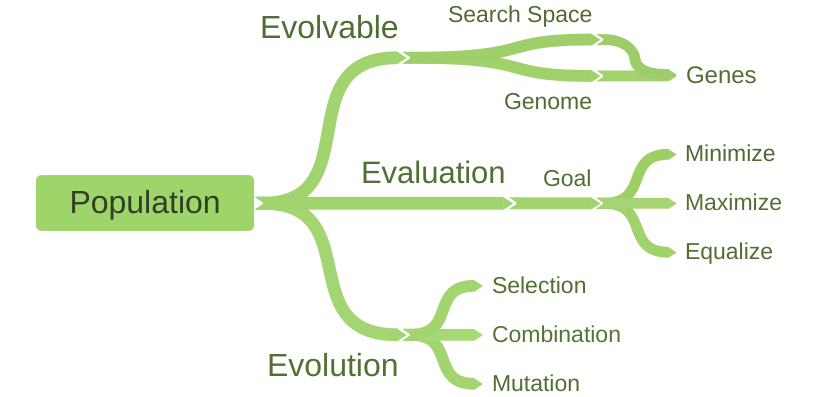 Population
Evolvable
Search Space
Genome
Genes
Evaluation
Goal
Minimize
Maximize
Equalize
Evolution
Selection
Combination
Mutation